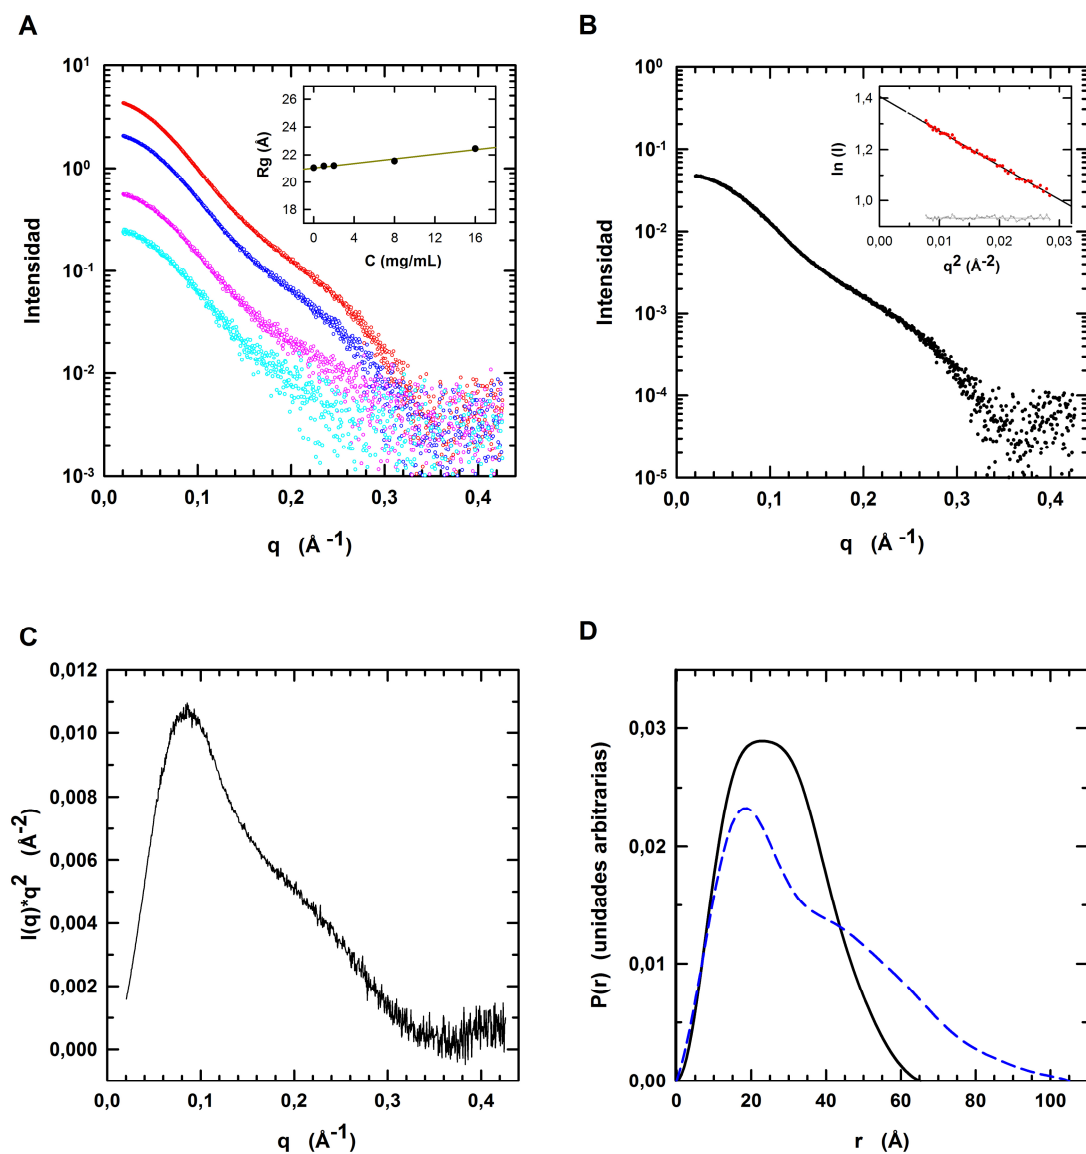 A
10^1
10^0
10^-1
10^-2
10^-3
Intensidad
0,0 0,1 0,2 0,3 0,4
q (Å^-1)
26
24
22
20
18
Rg (Å)
0 4 8 12 16
C (mg/mL)
B
10^0
10^-1
10^-2
10^-3
10^-4
10^-5
Intensidad
0,0 0,1 0,2 0,3 0,4
q (Å^-1)
1,4
1,2
1,0
ln (I)
0,00 0,01 0,02 0,03
q^2 (Å^-2)
C
0,012
0,010
0,008
0,006
0,004
0,002
0,000
I(q)*q^2 (Å^-2)
0,0 0,1 0,2 0,3 0,4
q (Å^-1)
D
0,03
0,02
0,01
0,00
P(r) (unidades arbitrarias)
0 20 40 60 80 100
r (Å)